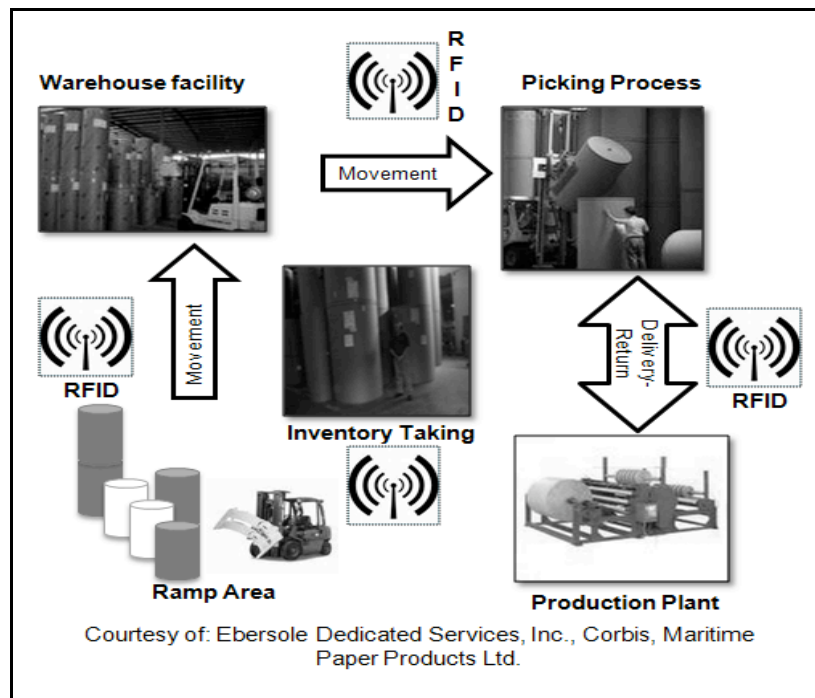 R
F
I
D
Warehouse facility
Picking Process
Movement
Movement
RFID
Delivery-
Return
RFID
Inventory Taking
Ramp Area
Production Plant
Courtesy of: Ebersole Dedicated Services, Inc., Corbis, Maritime
Paper Products Ltd.